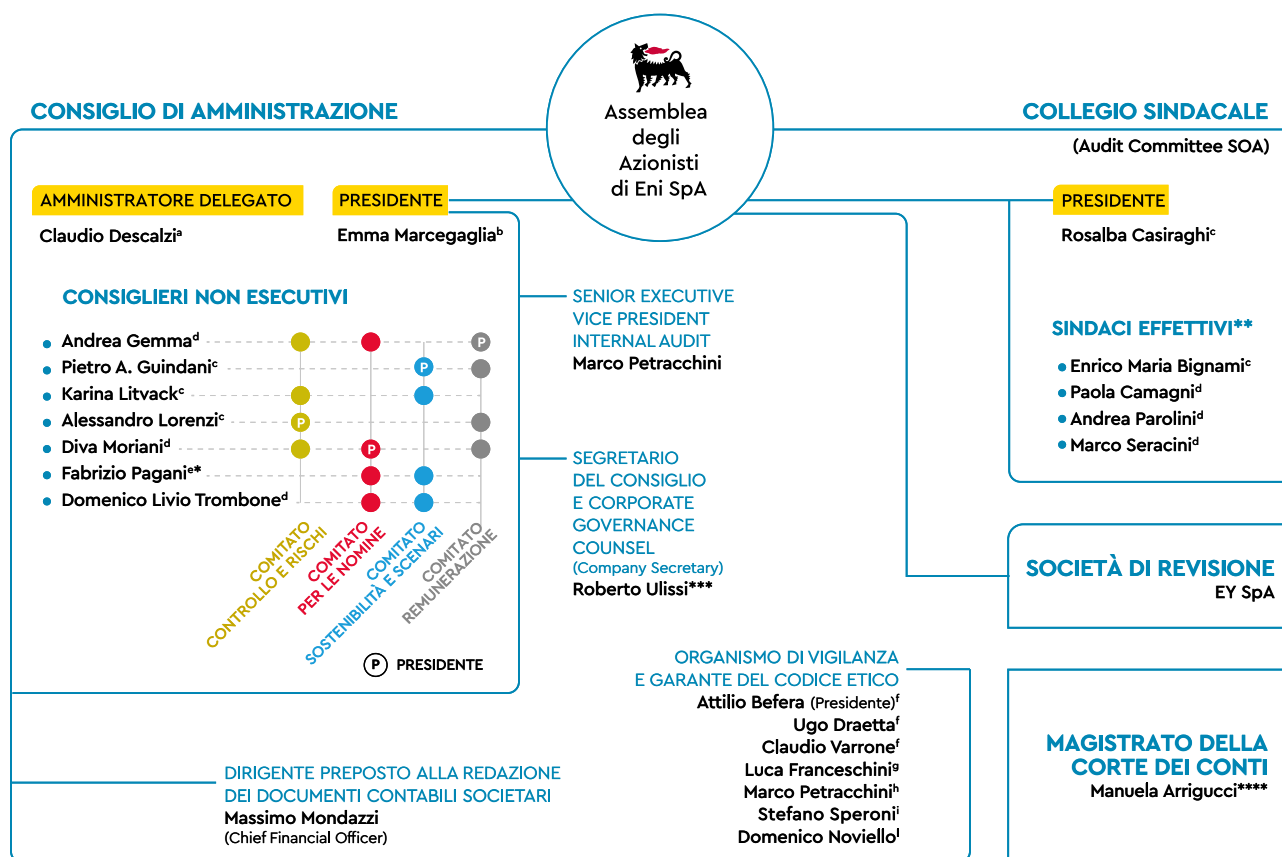 Assemblea
degli
Azionisti
di Eni SpA
CONSIGLIO DI AMMINISTRAZIONE
AMMINISTRATORE DELEGATO
Claudio Descalziᵃ
PRESIDENTE
Emma Marcegagliaᵇ
CONSIGLIERI NON ESECUTIVI
Andrea Gemmaᵈ
P
Pietro A. Guindaniᶜ
P
Karina Litvackᶜ
Alessandro Lorenziᶜ
P
Diva Morianiᵈ
P
Fabrizio Paganiᵉ*
Domenico Livio Tromboneᵈ
COMITATO
CONTROLLO E RISCHI
COMITATO
PER LE NOMINE
COMITATO
SOSTENIBILITÀ E SCENARI
COMITATO
REMUNERAZIONE
P PRESIDENTE
SENIOR EXECUTIVE
VICE PRESIDENT
INTERNAL AUDIT
Marco Petracchini
SEGRETARIO
DEL CONSIGLIO
E CORPORATE
GOVERNANCE
COUNSEL
(Company Secretary)
Roberto Ulissi***
DIRIGENTE PREPOSTO ALLA REDAZIONE
DEI DOCUMENTI CONTABILI SOCIETARI
Massimo Mondazzi
(Chief Financial Officer)
ORGANISMO DI VIGILANZA
E GARANTE DEL CODICE ETICO
Attilio Befera (Presidente)ᶠ
Ugo Draettaᶠ
Claudio Varroneᶠ
Luca Franceschiniᵍ
Marco Petracchiniʰ
Stefano Speroniⁱ
Domenico Novielloˡ
COLLEGIO SINDACALE
(Audit Committee SOA)
PRESIDENTE
Rosalba Casiraghiᶜ
SINDACI EFFETTIVI**
Enrico Maria Bignamiᶜ
Paola Camagniᵈ
Andrea Paroliniᵈ
Marco Seraciniᵈ
SOCIETÀ DI REVISIONE
EY SpA
MAGISTRATO DELLA
CORTE DEI CONTI
Manuela Arrigucci****